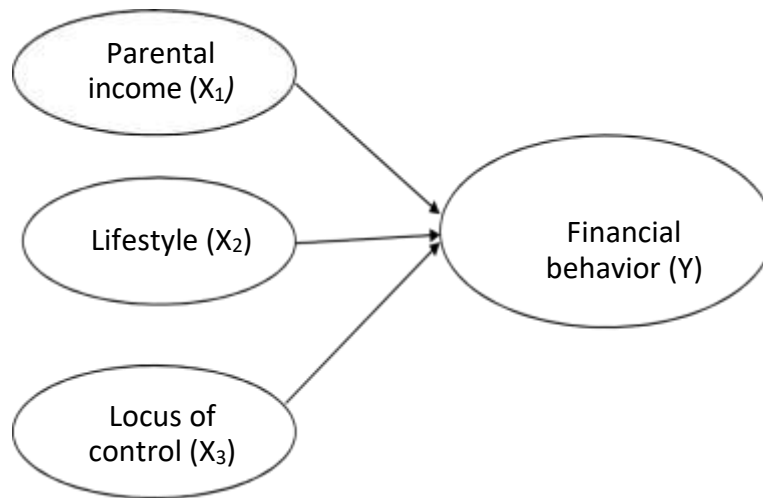 Parental
income (X₁)
Lifestyle (X₂)
Financial
behavior (Y)
Locus of
control (X₃)